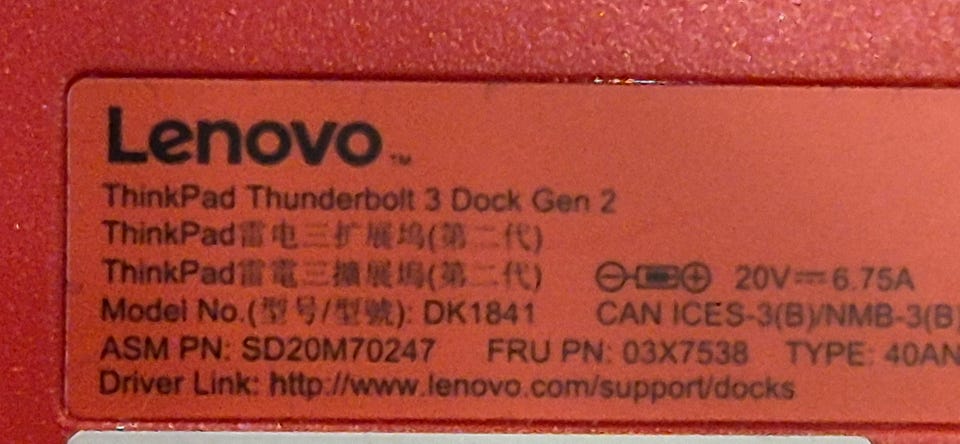 Lenovo™
ThinkPad Thunderbolt 3 Dock Gen 2
ThinkPad雷电三扩展坞(第二代)
ThinkPad雷電三擴展塢(第二代) 20V⎓6.75A
Model No.(型号/型號): DK1841 CAN ICES-3(B)/NMB-3(B)
ASM PN: SD20M70247 FRU PN: 03X7538 TYPE: 40AN
Driver Link: http://www.lenovo.com/support/docks